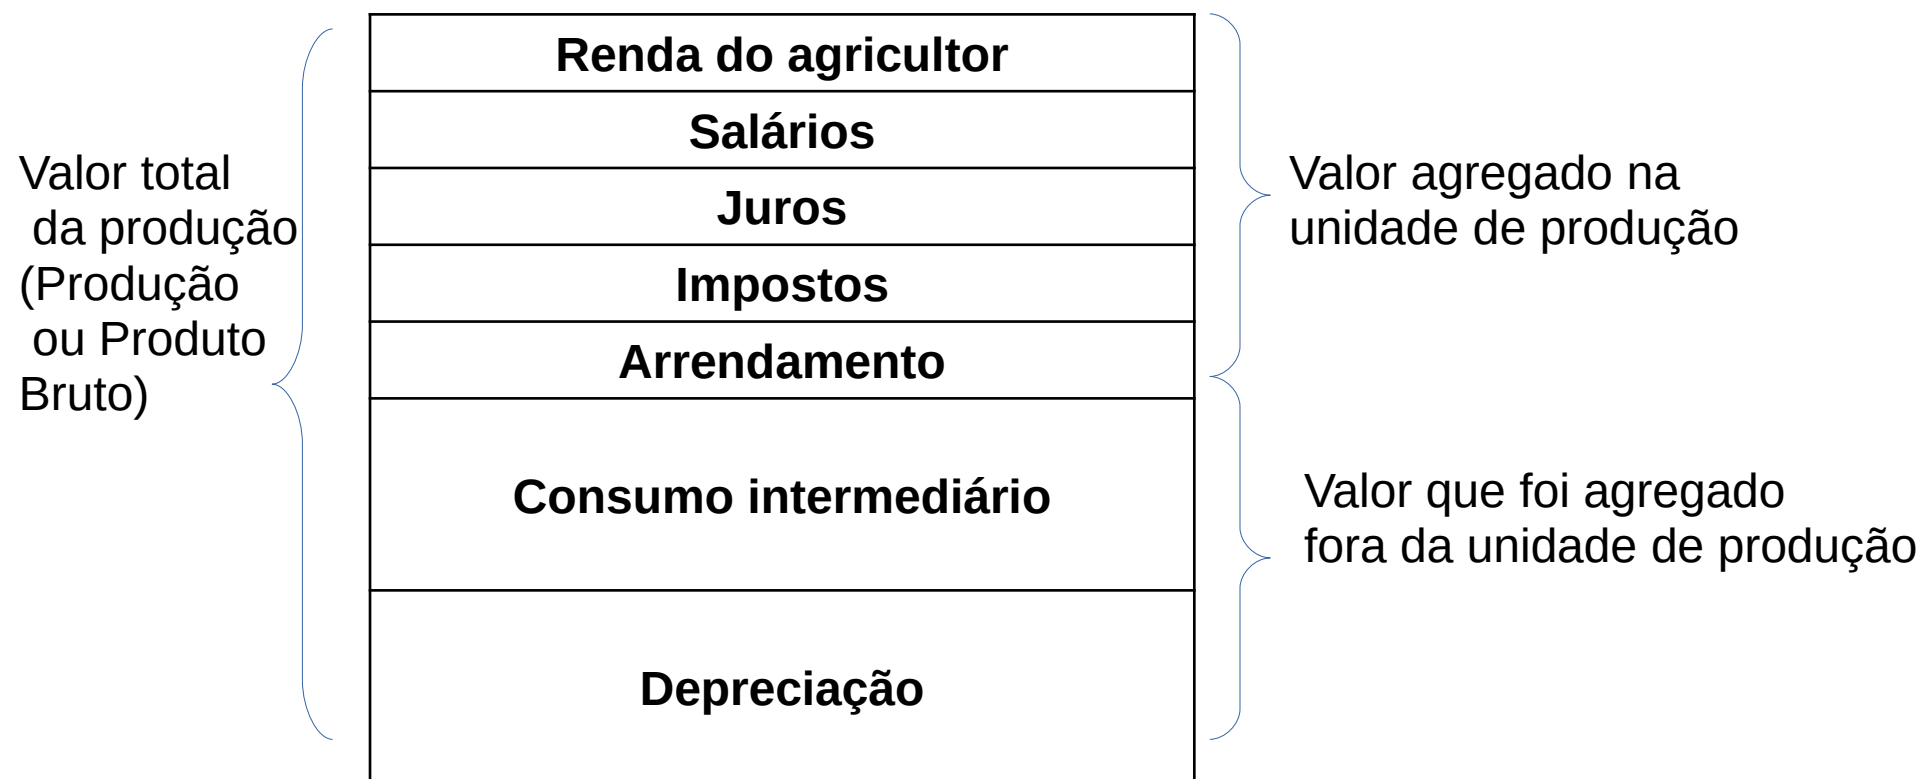 Valor total
da produção
(Produção
ou Produto
Bruto)
Renda do agricultor
Salários
Juros
Impostos
Arrendamento
Consumo intermediário
Depreciação
Valor agregado na
unidade de produção
Valor que foi agregado
fora da unidade de produção